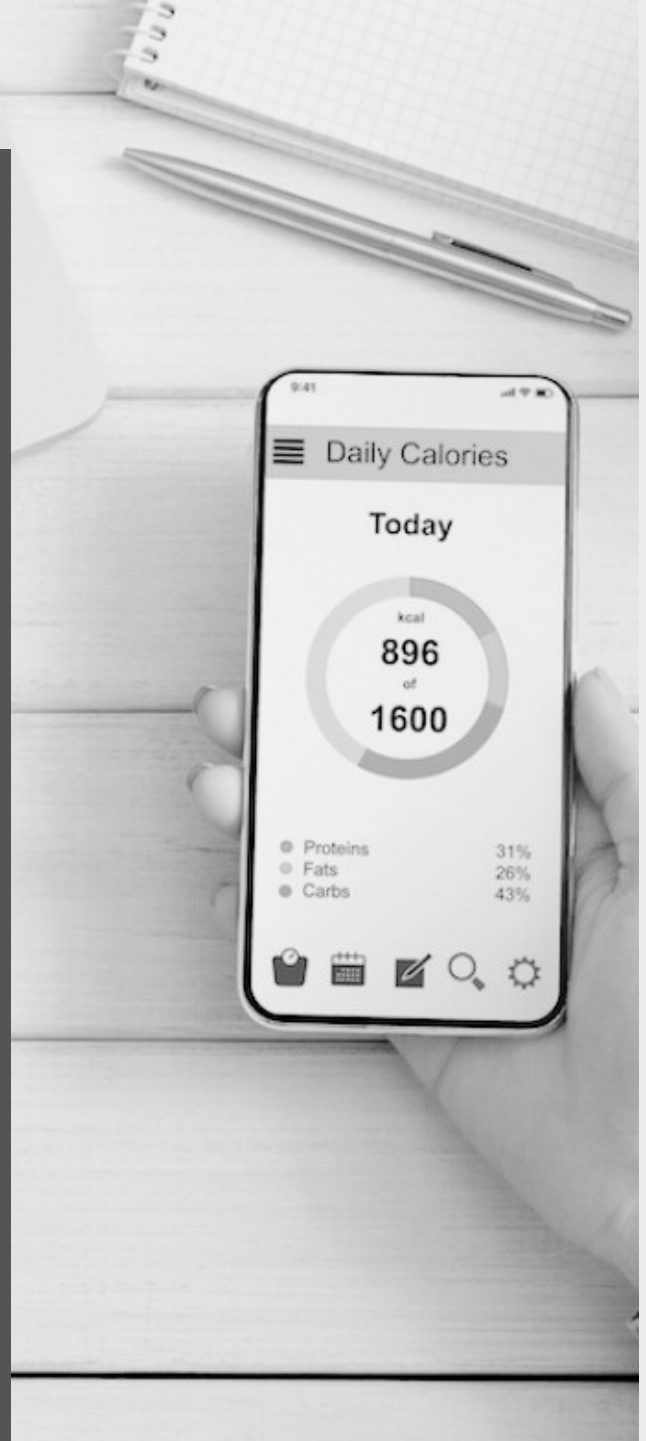 9:41
Daily Calories
Today
kcal
896
of
1600
Proteins 31%
Fats 26%
Carbs 43%